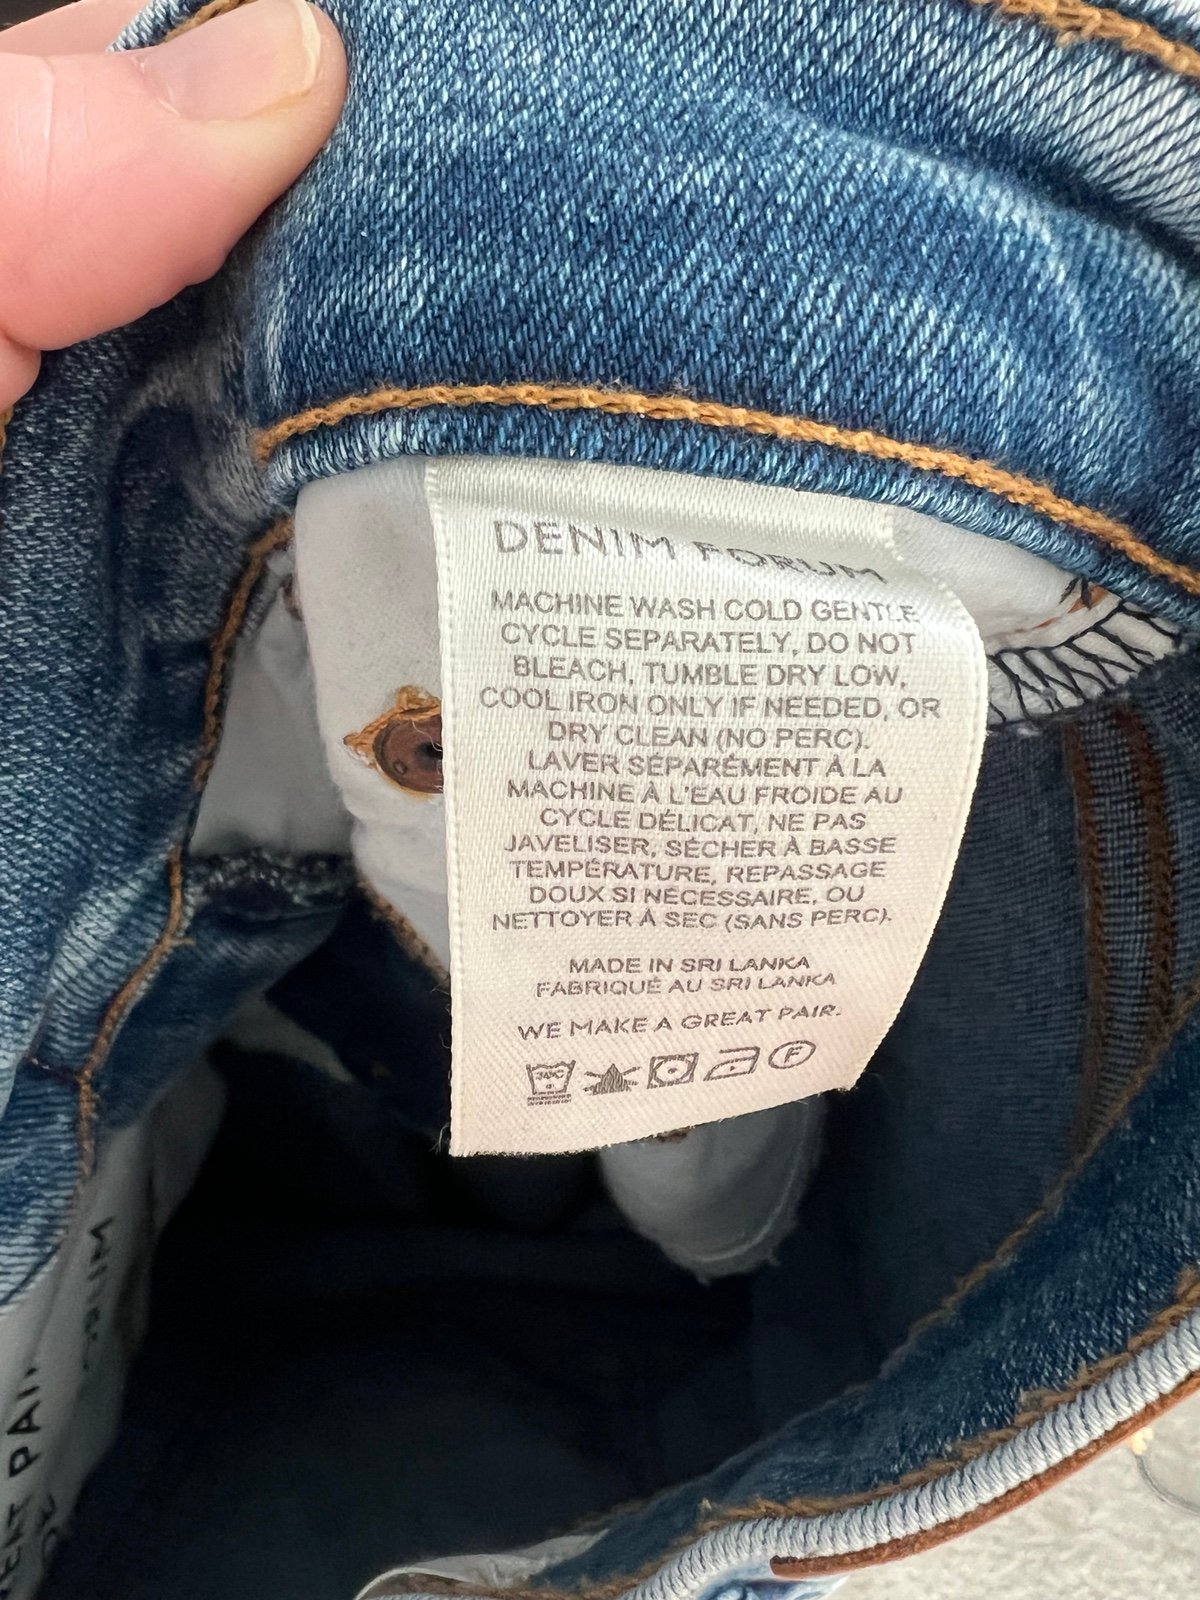 DENIM FORUM
MACHINE WASH COLD GENTLE
CYCLE SEPARATELY, DO NOT
BLEACH, TUMBLE DRY LOW,
COOL IRON ONLY IF NEEDED, OR
DRY CLEAN (NO PERC).
LAVER SÉPARÉMENT À LA
MACHINE À L'EAU FROIDE AU
CYCLE DÉLICAT, NE PAS
JAVELISER, SÉCHER À BASSE
TEMPÉRATURE, REPASSAGE
DOUX SI NÉCESSAIRE, OU
NETTOYER À SEC (SANS PERC).
MADE IN SRI LANKA
FABRIQUÉ AU SRI LANKA
WE MAKE A GREAT PAIR.
30°C
F